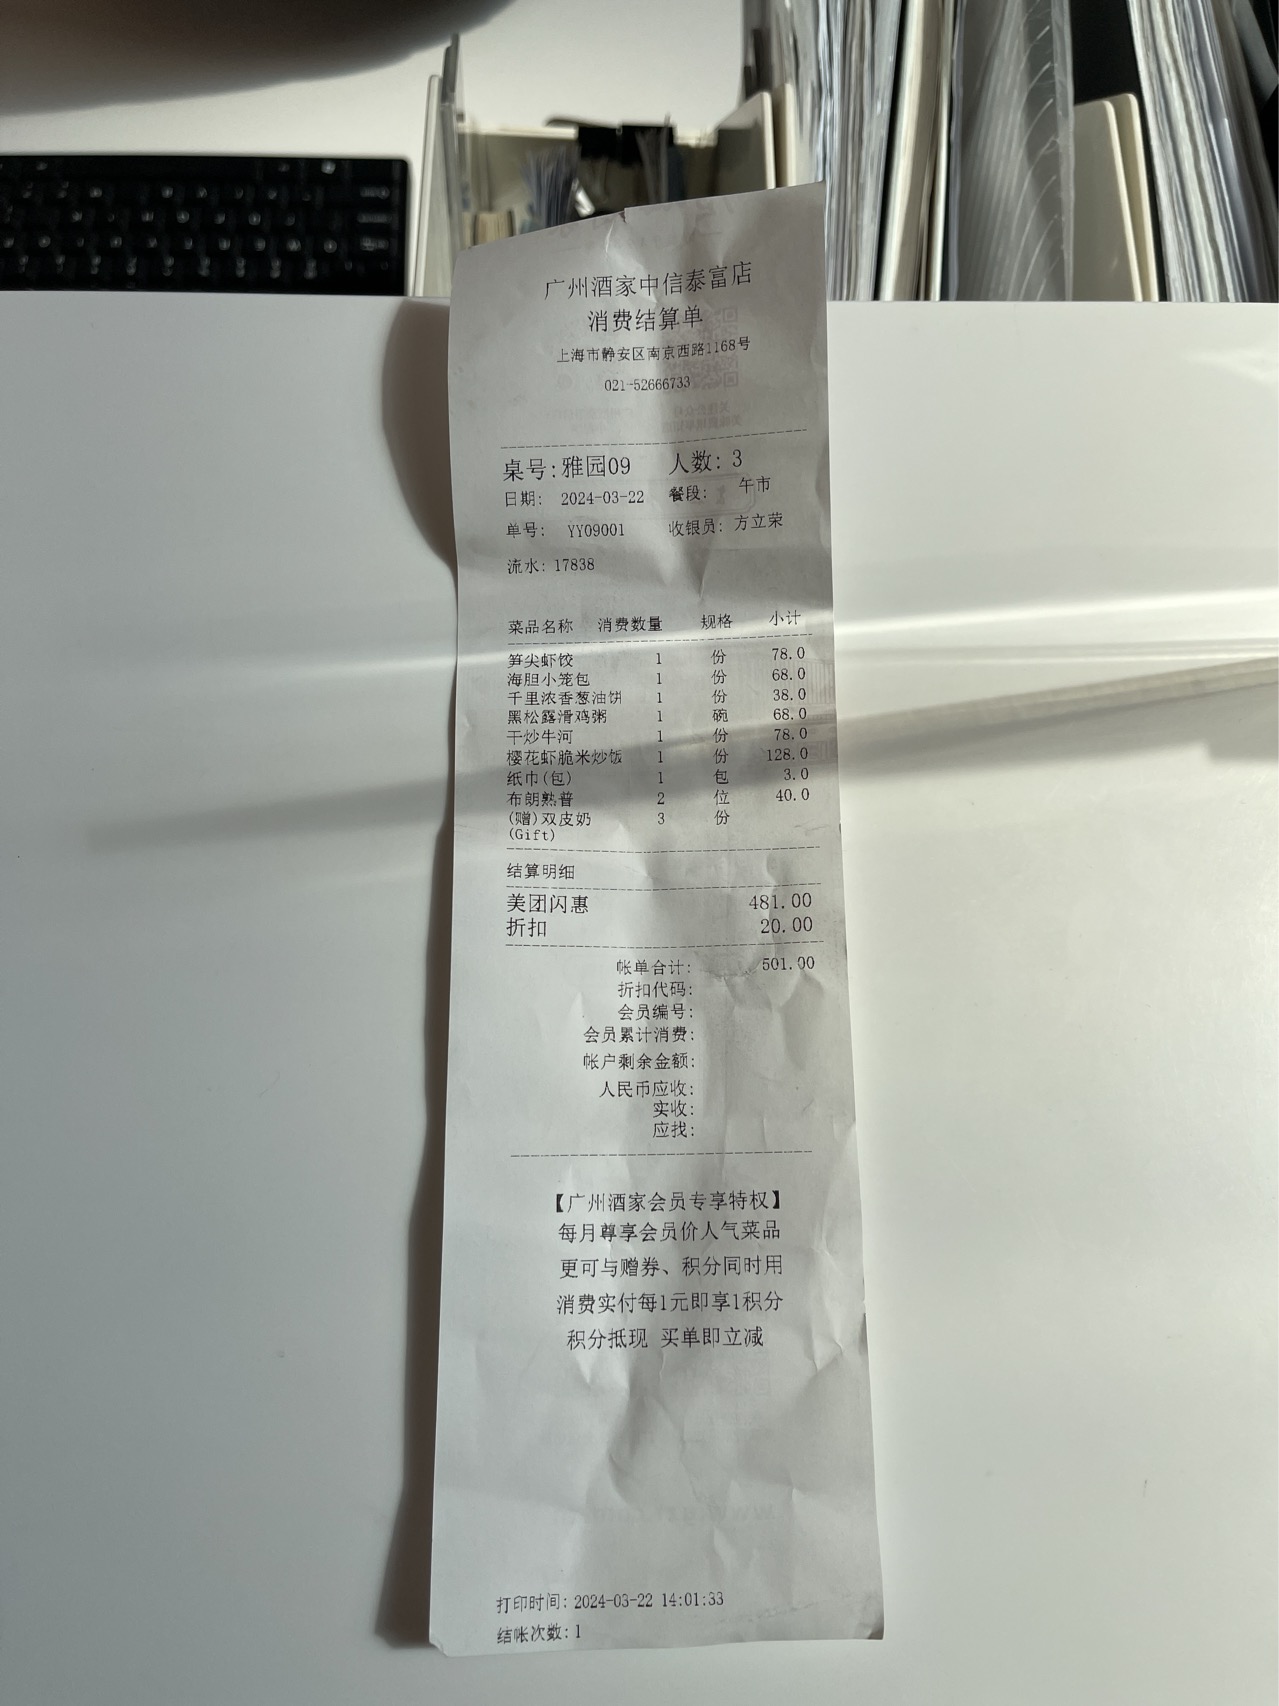 广州酒家中信泰富店
消费结算单
上海市静安区南京西路1168号
021-52666733
桌号:雅园09 人数: 3
日期: 2024-03-22 餐段: 午市
单号: YY09001 收银员: 方立荣
流水: 17838
菜品名称 消费数量 规格 小计
笋尖虾饺 1 份 78.0
海胆小笼包 1 份 68.0
千里浓香葱油饼 1 份 38.0
黑松露滑鸡粥 1 碗 68.0
干炒牛河 1 份 78.0
樱花虾脆米炒饭 1 份 128.0
纸巾(包) 1 包 3.0
布朗熟普 2 位 40.0
(赠)双皮奶 3 份
(Gift)
结算明细
美团闪惠 481.00
折扣 20.00
帐单合计: 501.00
折扣代码:
会员编号:
会员累计消费:
帐户剩余金额:
人民币应收:
实收:
应找:
【广州酒家会员专享特权】
每月尊享会员价人气菜品
更可与赠券、积分同时用
消费实付每1元即享1积分
积分抵现 买单即立减
打印时间: 2024-03-22 14:01:33
结帐次数: 1